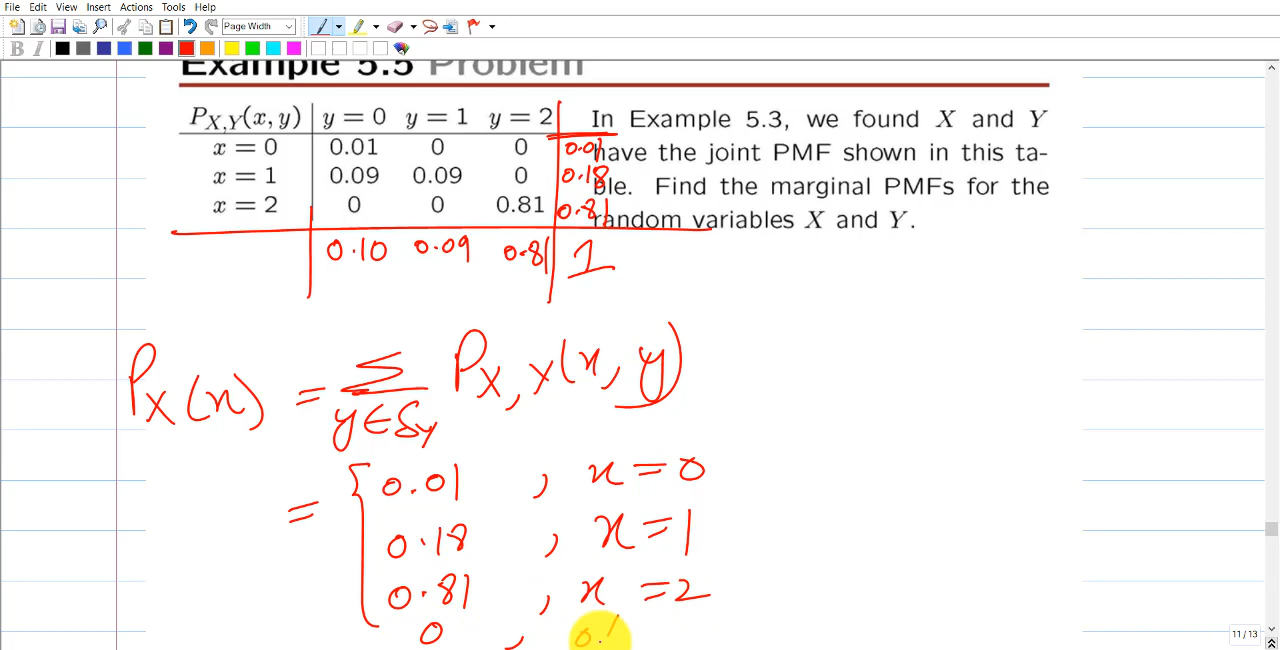 File Edit View Insert Actions Tools Help
Page Width
B I
Example 5.5 Problem
P_{X,Y}(x, y) y = 0 y = 1 y = 2
x = 0 0.01 0 0 0.01
x = 1 0.09 0.09 0 0.18
x = 2 0 0 0.81 0.81
0.10 0.09 0.81 1
In Example 5.3, we found X and Y
have the joint PMF shown in this ta-
ble. Find the marginal PMFs for the
random variables X and Y.
P_X(x) = Σ_{y∈S_Y} P_{X,X}(x, y)
= { 0.01 , x = 0
0.18 , x = 1
0.81 , x = 2
0 ,
11 / 13